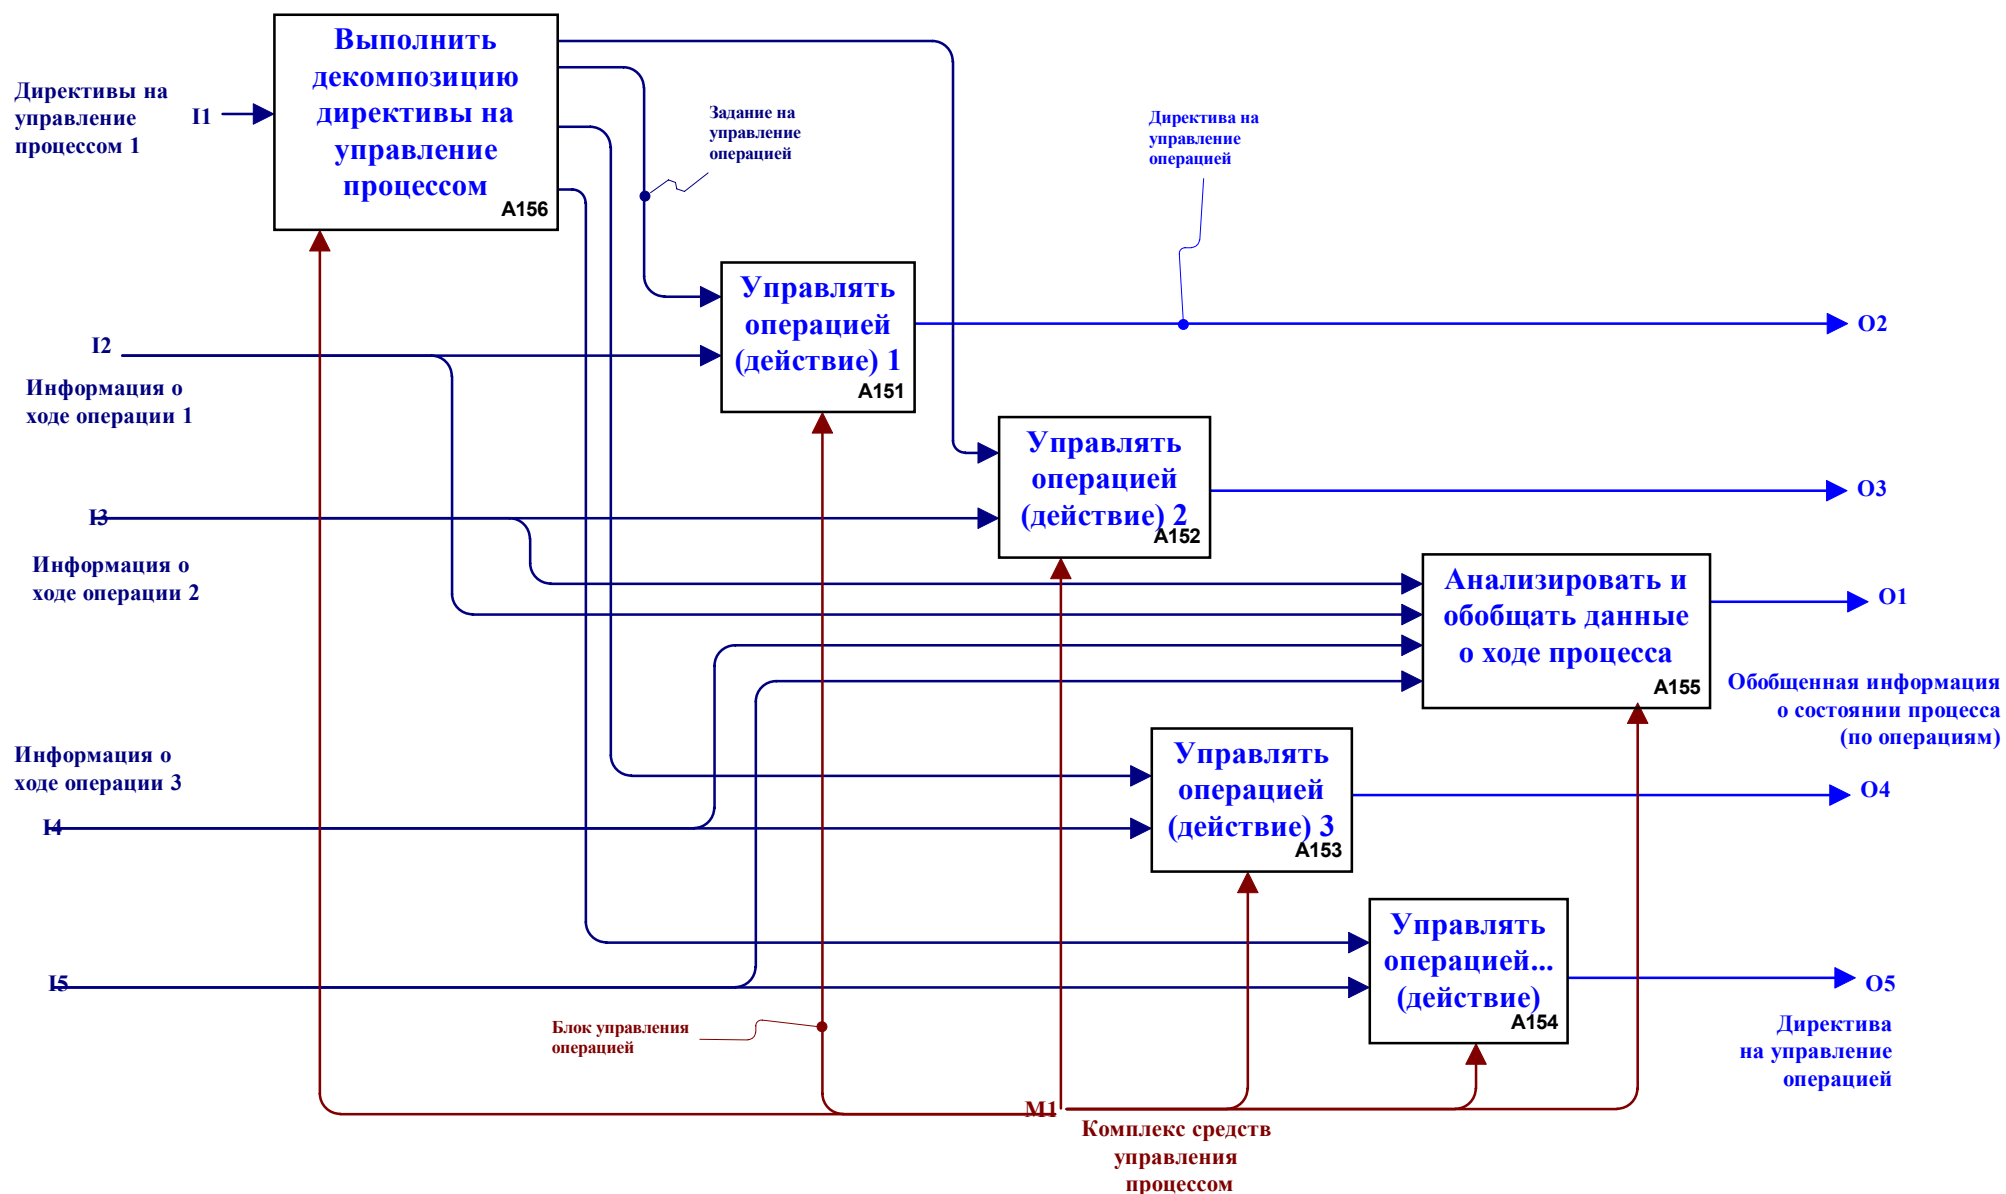 Выполнить
декомпозицию
директивы на
управление
процессом
A156
Директивы на
управление
процессом 1
I1
Задание на
управление
операцией
Директива на
управление
операцией
Управлять
операцией
(действие) 1
A151
O2
I2
Информация о
ходе операции 1
Управлять
операцией
(действие) 2
A152
O3
I3
Информация о
ходе операции 2
Анализировать и
обобщать данные
о ходе процесса
A155
O1
Обобщенная информация
о состоянии процесса
(по операциям)
Информация о
ходе операции 3
I4
Управлять
операцией
(действие) 3
A153
O4
I5
Управлять
операцией...
(действие)
A154
O5
Директива
на управление
операцией
Блок управления
операцией
M1
Комплекс средств
управления
процессом